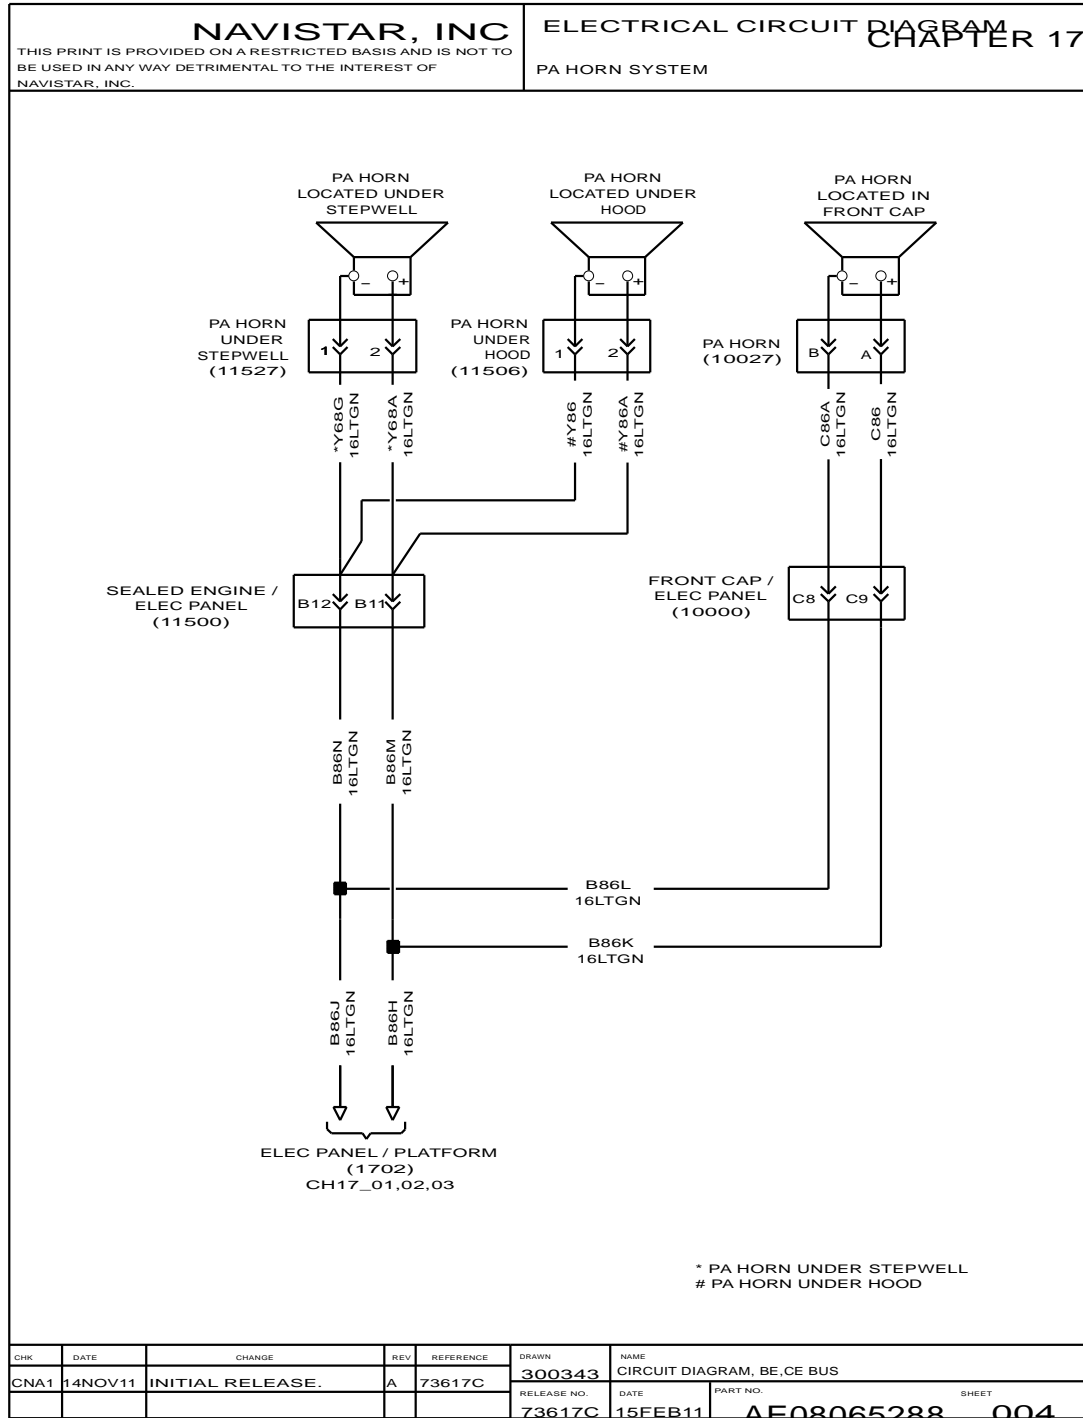 NAVISTAR, INC
THIS PRINT IS PROVIDED ON A RESTRICTED BASIS AND IS NOT TO
BE USED IN ANY WAY DETRIMENTAL TO THE INTEREST OF
NAVISTAR, INC.
ELECTRICAL CIRCUIT DIAGRAM
CHAPTER 17
PA HORN SYSTEM
PA HORN
LOCATED UNDER
STEPWELL
PA HORN
LOCATED UNDER
HOOD
PA HORN
LOCATED IN
FRONT CAP
- +
- +
- +
PA HORN
UNDER
STEPWELL
(11527)
1 2
PA HORN
UNDER
HOOD
(11506)
1 2
PA HORN
(10027)
B A
*Y68G
16LTGN
*Y68A
16LTGN
#Y86
16LTGN
#Y86A
16LTGN
C86A
16LTGN
C86
16LTGN
SEALED ENGINE /
ELEC PANEL
(11500)
B12 B11
FRONT CAP /
ELEC PANEL
(10000)
C8 C9
B86N
16LTGN
B86M
16LTGN
B86L
16LTGN
B86K
16LTGN
B86J
16LTGN
B86H
16LTGN
ELEC PANEL / PLATFORM
(1702)
CH17_01,02,03
* PA HORN UNDER STEPWELL
# PA HORN UNDER HOOD
CHK DATE CHANGE REV REFERENCE
CNA1 14NOV11 INITIAL RELEASE. A 73617C
DRAWN
300343
NAME
CIRCUIT DIAGRAM, BE,CE BUS
RELEASE NO.
73617C
DATE
15FEB11
PART NO.
AE08065288
SHEET
004